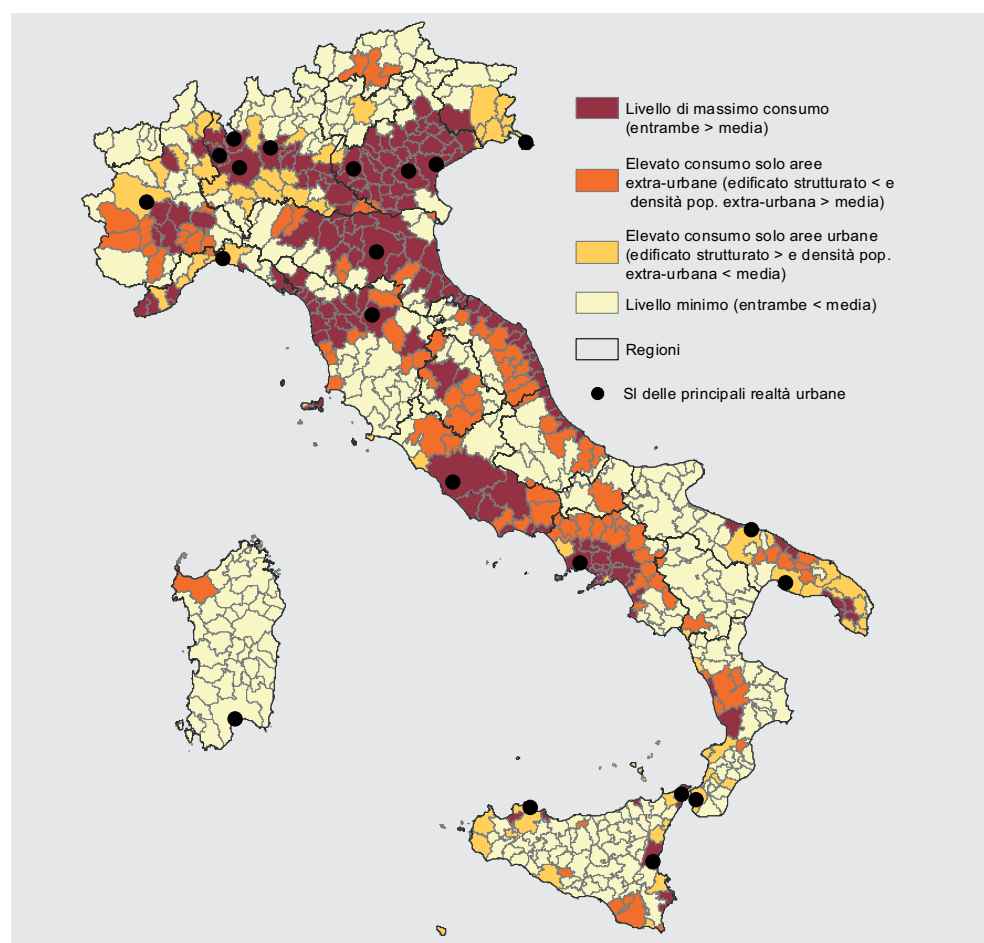 Livello di massimo consumo
(entrambe > media)
Elevato consumo solo aree
extra-urbane (edificato strutturato < e
densità pop. extra-urbana > media)
Elevato consumo solo aree urbane
(edificato strutturato > e densità pop.
extra-urbana < media)
Livello minimo (entrambe < media)
Regioni
SI delle principali realtà urbane